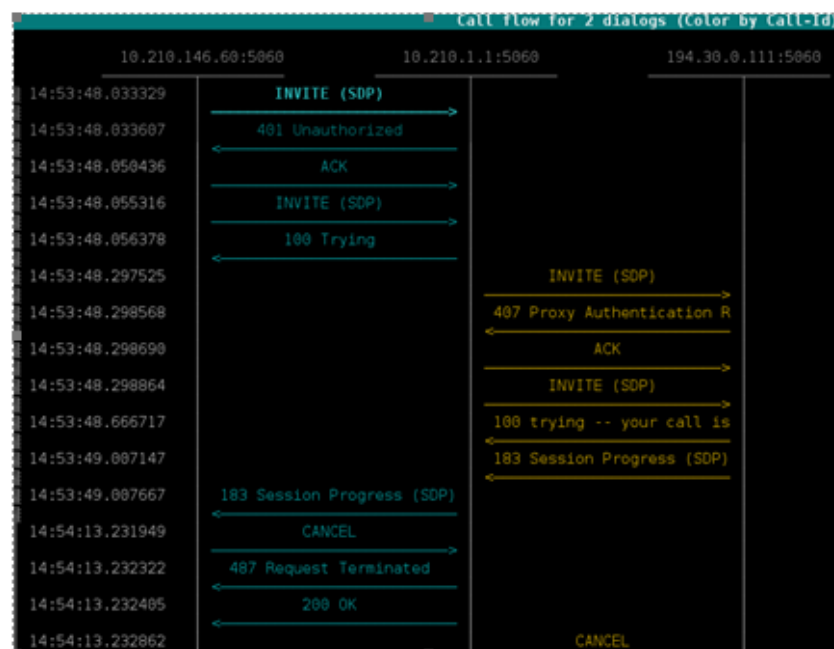 Call flow for 2 dialogs (Color by Call-Id)
10.210.146.60:5060 10.210.1.1:5060 194.30.0.111:5060
14:53:48.033329 INVITE (SDP)
14:53:48.033607 401 Unauthorized
14:53:48.050436 ACK
14:53:48.055316 INVITE (SDP)
14:53:48.056378 100 Trying
14:53:48.297525 INVITE (SDP)
14:53:48.298568 407 Proxy Authentication R
14:53:48.298690 ACK
14:53:48.298864 INVITE (SDP)
14:53:48.666717 100 trying -- your call is
14:53:49.007147 183 Session Progress (SDP)
14:53:49.007667 183 Session Progress (SDP)
14:54:13.231949 CANCEL
14:54:13.232322 487 Request Terminated
14:54:13.232405 200 OK
14:54:13.232862 CANCEL